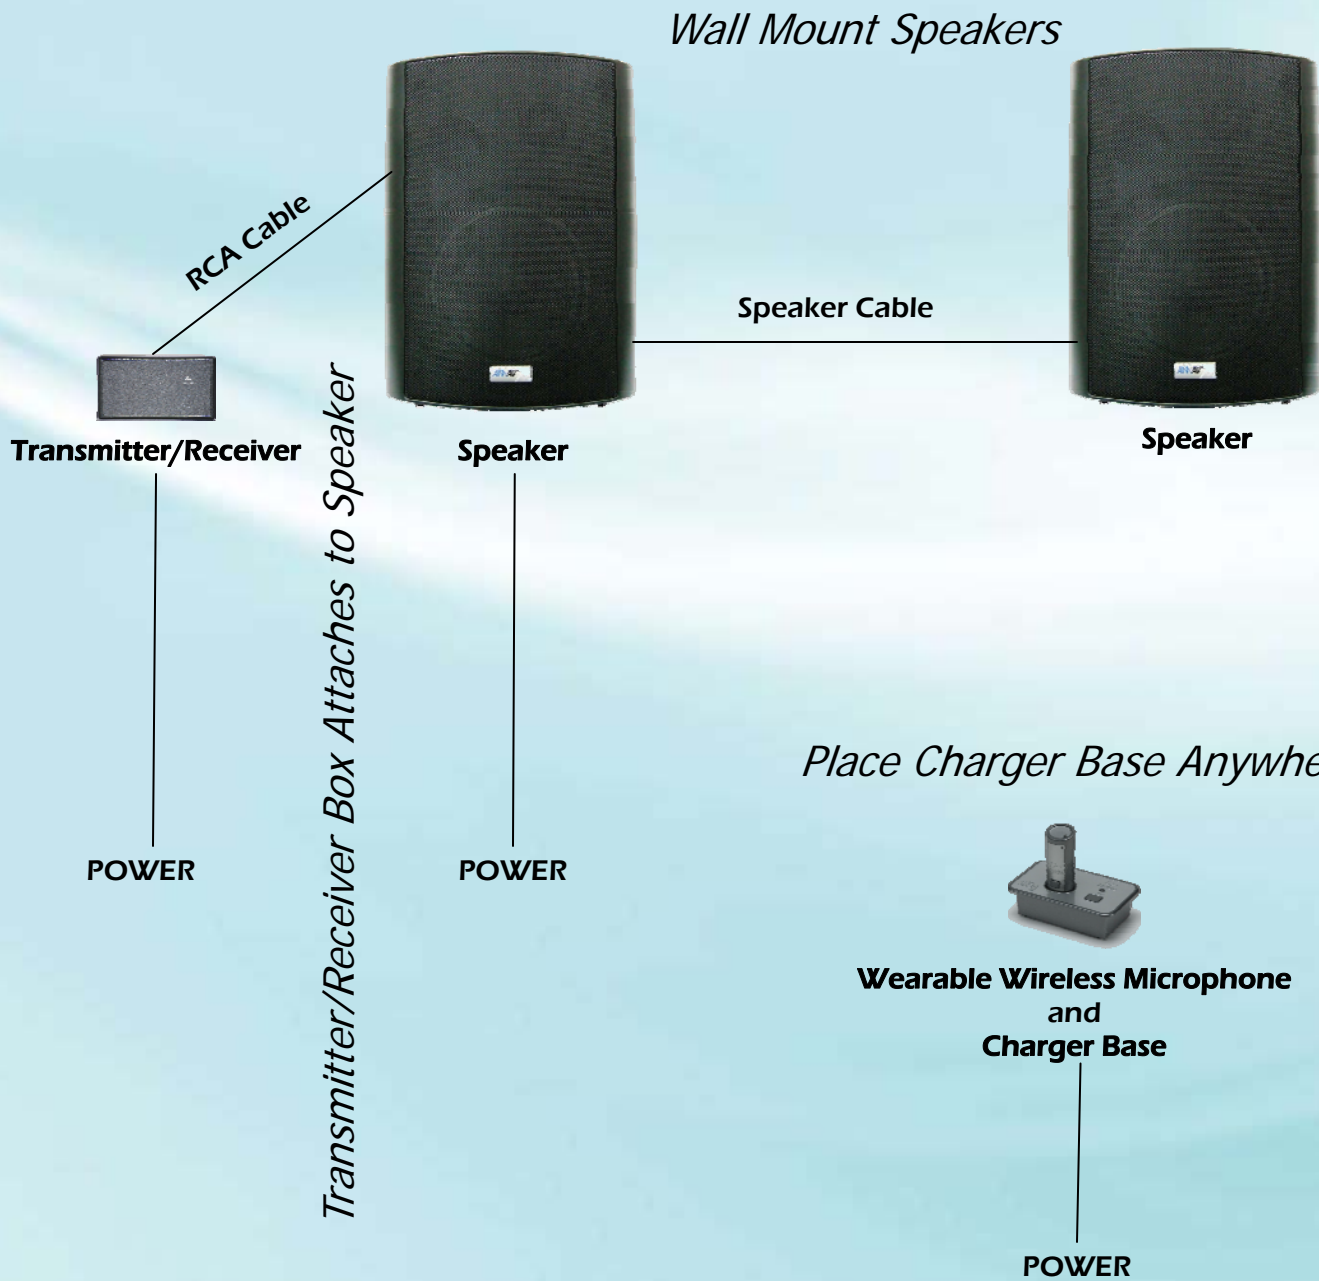 Wall Mount Speakers
RCA Cable
Speaker Cable
Transmitter/Receiver
Speaker
Speaker
Transmitter/Receiver Box Attaches to Speaker
Place Charger Base Anywhe
POWER
POWER
Wearable Wireless Microphone
and
Charger Base
POWER